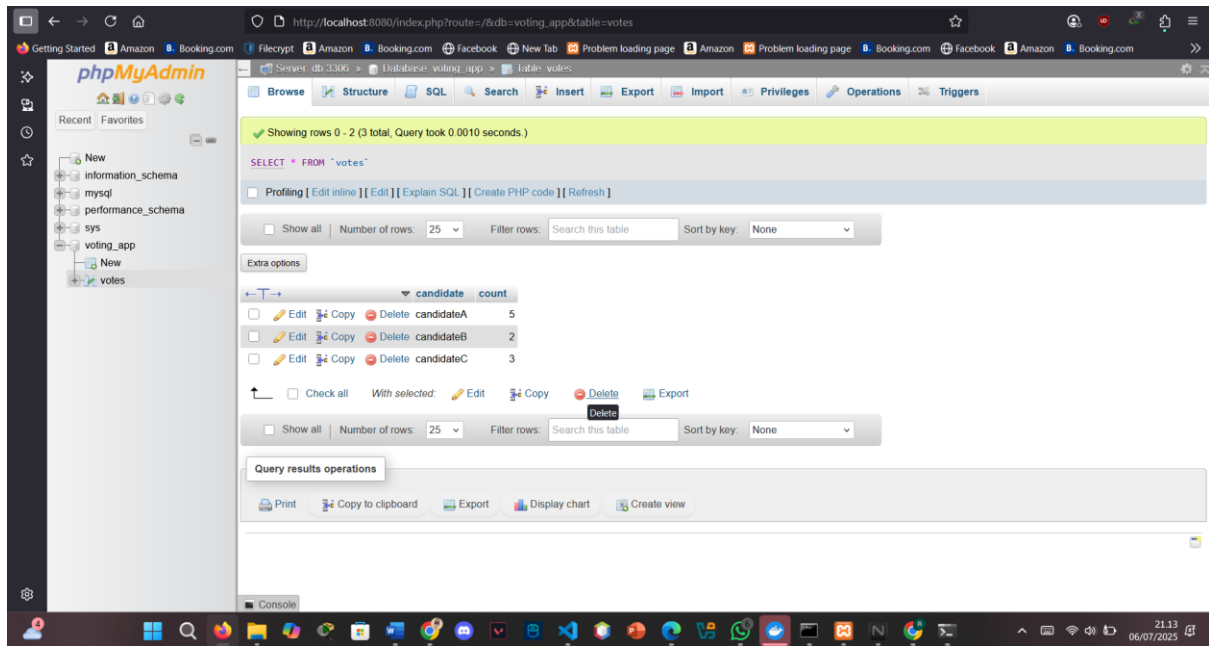 http://localhost:8080/index.php?route=/&db=voting_app&table=votes
Getting Started Amazon Booking.com Filecrypt Amazon Booking.com Facebook New Tab Problem loading page Amazon Problem loading page Booking.com Facebook Amazon Booking.com
phpMyAdmin
Recent Favorites
New
information_schema
mysql
performance_schema
sys
voting_app
New
votes
Server: db:3306 » Database: voting_app » Table: votes
Browse Structure SQL Search Insert Export Import Privileges Operations Triggers
Showing rows 0 - 2 (3 total, Query took 0.0010 seconds.)
SELECT * FROM `votes`
Profiling [ Edit inline ] [ Edit ] [ Explain SQL ] [ Create PHP code ] [ Refresh ]
Show all | Number of rows: 25 Filter rows: Search this table Sort by key: None
Extra options
←T→ candidate count
Edit Copy Delete candidateA 5
Edit Copy Delete candidateB 2
Edit Copy Delete candidateC 3
Check all With selected: Edit Copy Delete Export
Delete
Show all | Number of rows: 25 Filter rows: Search this table Sort by key: None
Query results operations
Print Copy to clipboard Export Display chart Create view
Console
4
21.13
06/07/2025